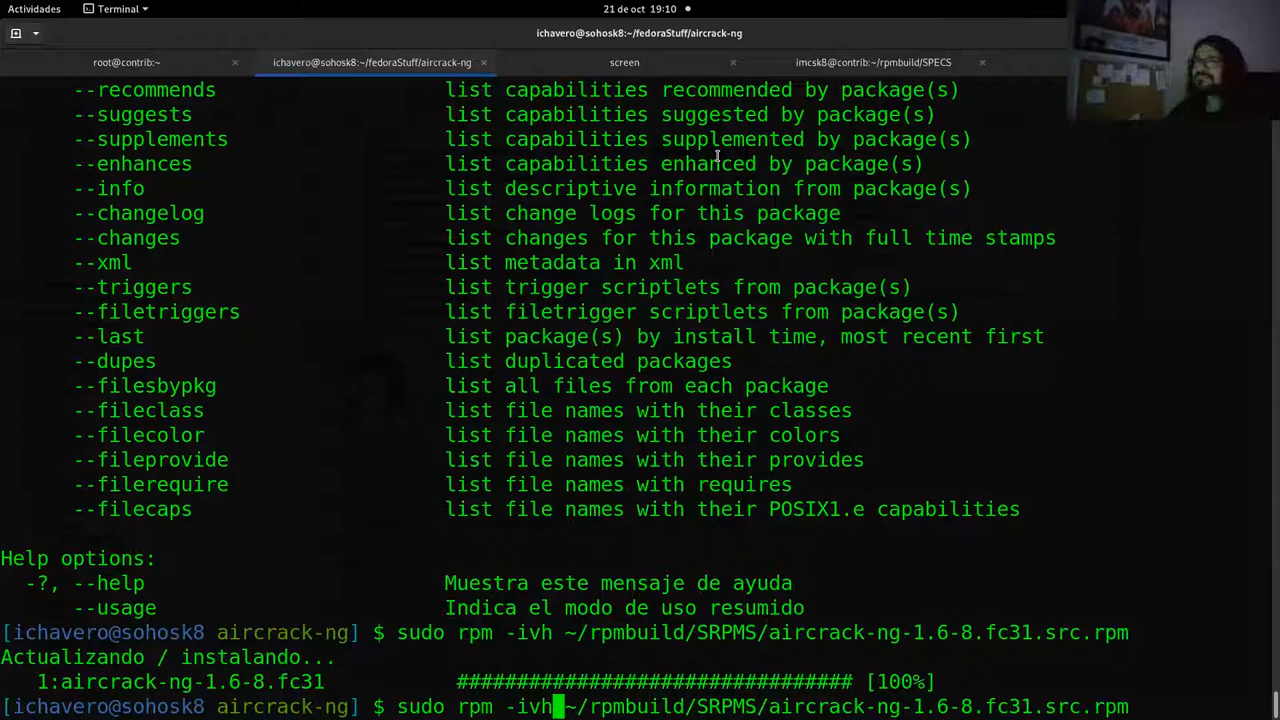 Actividades Terminal 21 de oct 19:10
ichavero@sohosk8:~/fedoraStuff/aircrack-ng
root@contrib:~ ichavero@sohosk8:~/fedoraStuff/aircrack-ng screen imcsk8@contrib:~/rpmbuild/SPECS
--recommends list capabilities recommended by package(s)
--suggests list capabilities suggested by package(s)
--supplements list capabilities supplemented by package(s)
--enhances list capabilities enhanced by package(s)
--info list descriptive information from package(s)
--changelog list change logs for this package
--changes list changes for this package with full time stamps
--xml list metadata in xml
--triggers list trigger scriptlets from package(s)
--filetriggers list filetrigger scriptlets from package(s)
--last list package(s) by install time, most recent first
--dupes list duplicated packages
--filesbypkg list all files from each package
--fileclass list file names with their classes
--filecolor list file names with their colors
--fileprovide list file names with their provides
--filerequire list file names with requires
--filecaps list file names with their POSIX1.e capabilities
Help options:
-?, --help Muestra este mensaje de ayuda
--usage Indica el modo de uso resumido
[ichavero@sohosk8 aircrack-ng] $ sudo rpm -ivh ~/rpmbuild/SRPMS/aircrack-ng-1.6-8.fc31.src.rpm
Actualizando / instalando...
1:aircrack-ng-1.6-8.fc31 ################################# [100%]
[ichavero@sohosk8 aircrack-ng] $ sudo rpm -ivh ~/rpmbuild/SRPMS/aircrack-ng-1.6-8.fc31.src.rpm